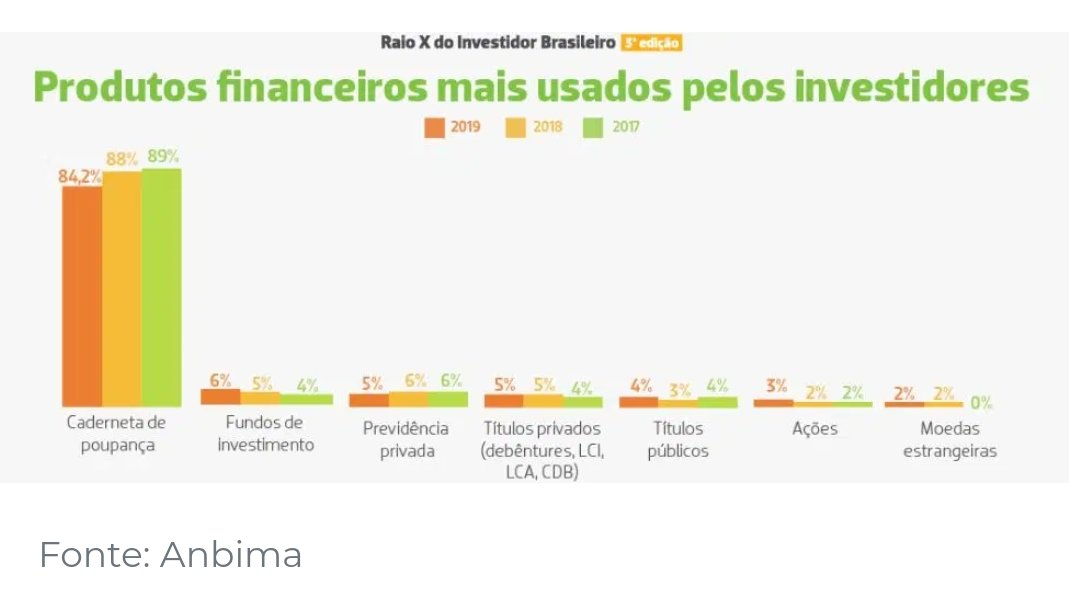 Raio X do Investidor Brasileiro 3ª edição
Produtos financeiros mais usados pelos investidores
2019 2018 2017
84,2% 88% 89%
6% 5% 4%
5% 6% 6%
5% 5% 4%
4% 3% 4%
3% 2% 2%
2% 2% 0%
Caderneta de
poupança
Fundos de
investimento
Previdência
privada
Títulos privados
(debêntures, LCI,
LCA, CDB)
Títulos
públicos
Ações
Moedas
estrangeiras
Fonte: Anbima